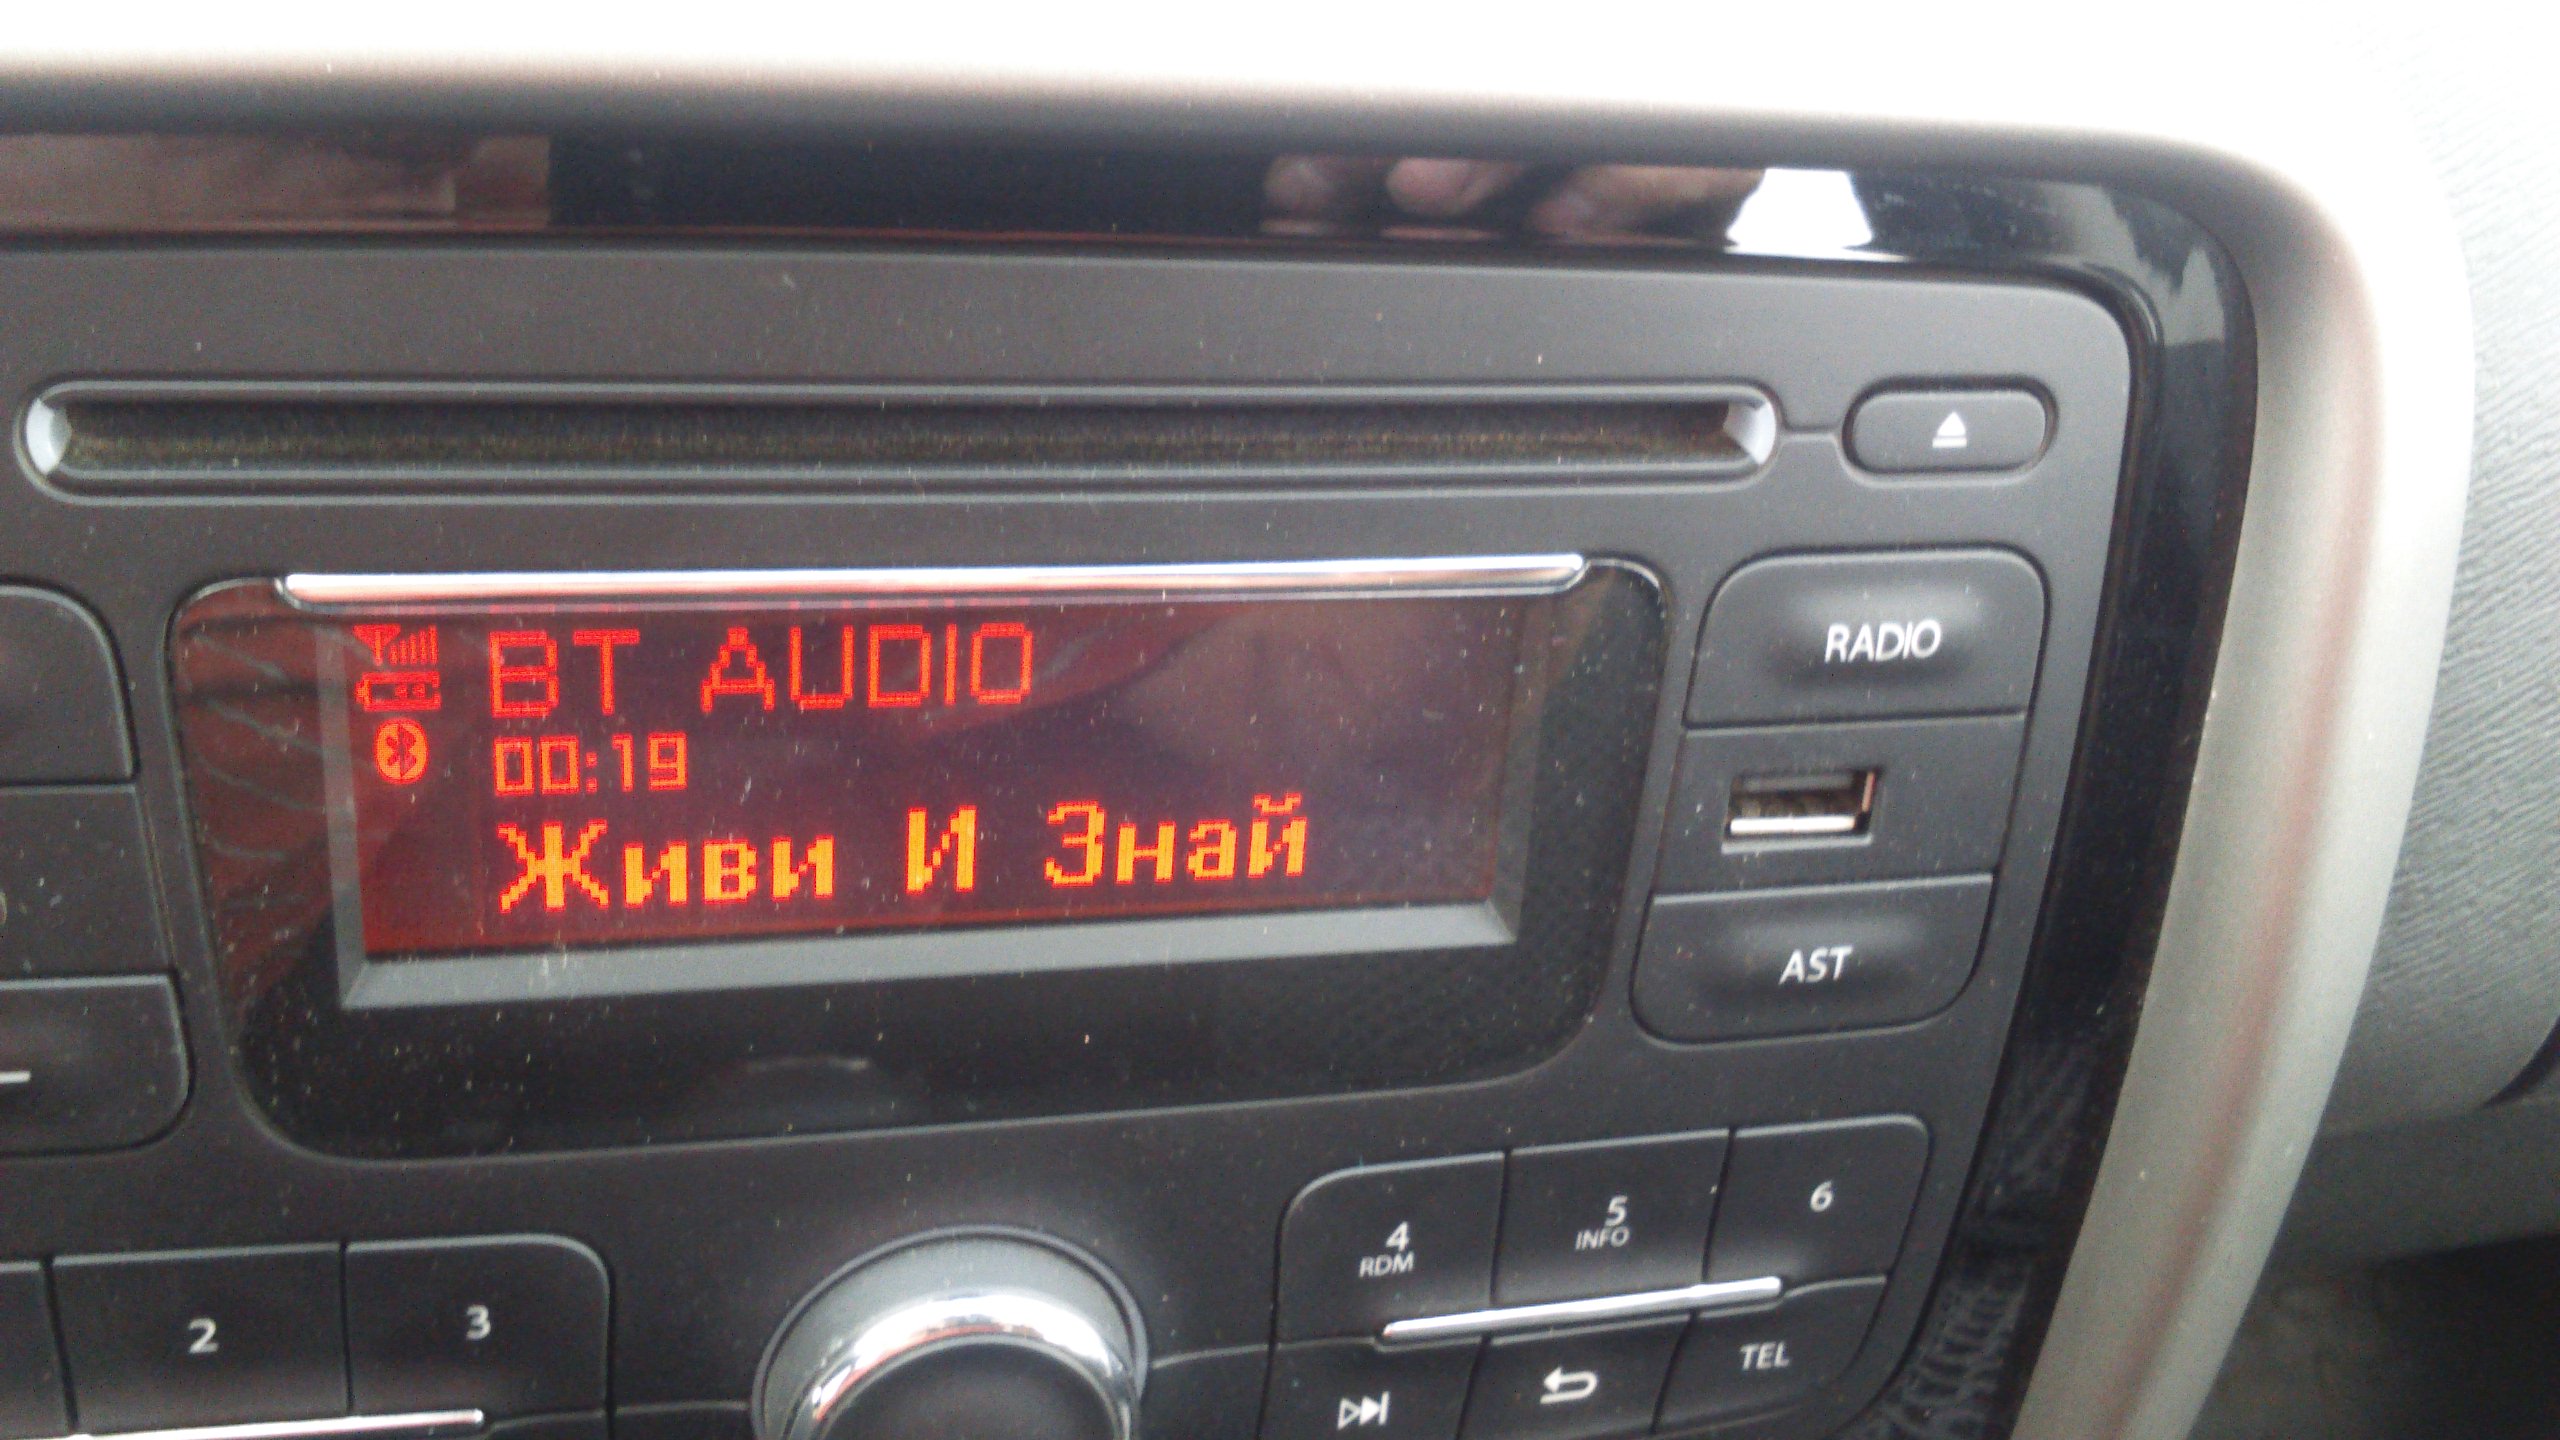 BT AUDIO
00:19
Живи И Знай
RADIO
AST
2
3
4
RDM
5
INFO
6
TEL